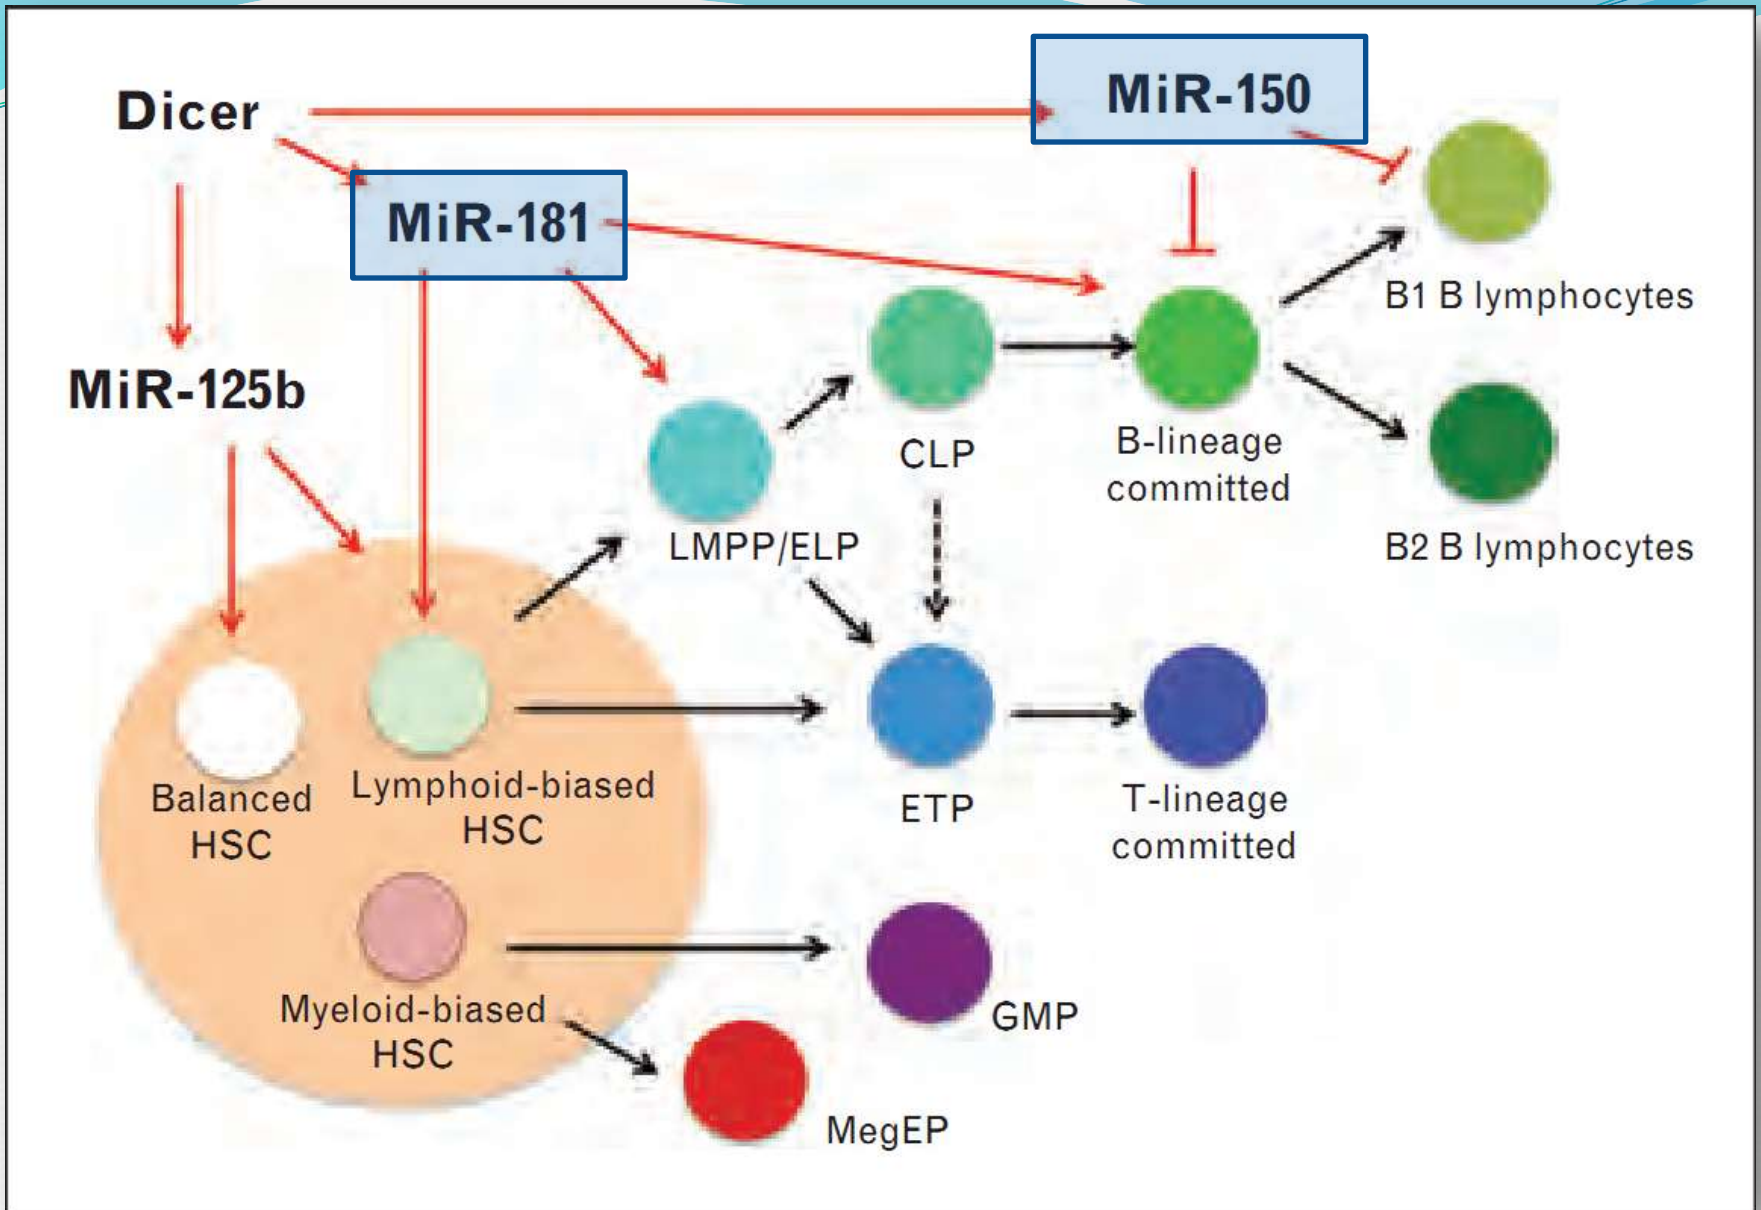 Dicer
MiR-150
MiR-181
B1 B lymphocytes
MiR-125b
CLP
B-lineage
committed
LMPP/ELP
B2 B lymphocytes
Balanced
HSC
Lymphoid-biased
HSC
ETP
T-lineage
committed
Myeloid-biased
HSC
GMP
MegEP